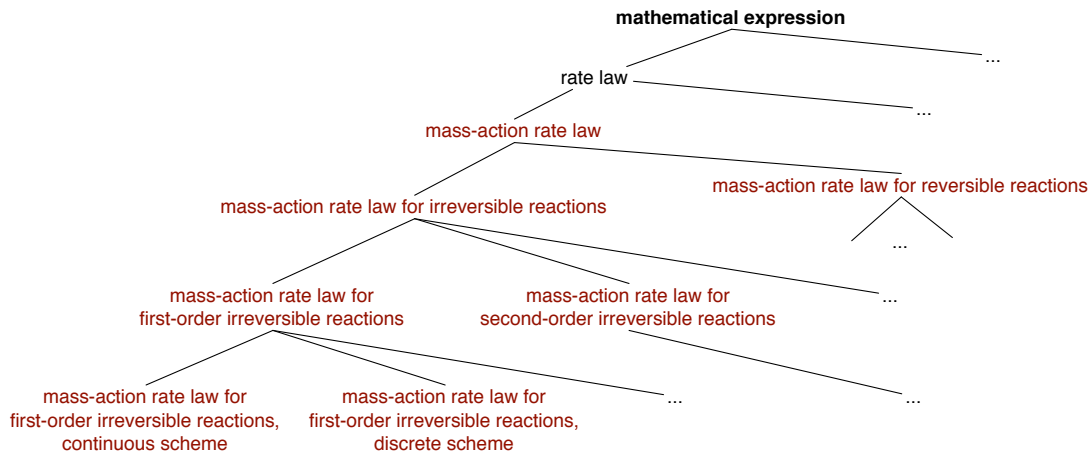 mathematical expression
...
rate law
...
mass-action rate law
mass-action rate law for reversible reactions
mass-action rate law for irreversible reactions
...
mass-action rate law for
first-order irreversible reactions
mass-action rate law for
second-order irreversible reactions
...
mass-action rate law for
first-order irreversible reactions,
continuous scheme
mass-action rate law for
first-order irreversible reactions,
discrete scheme
...
...